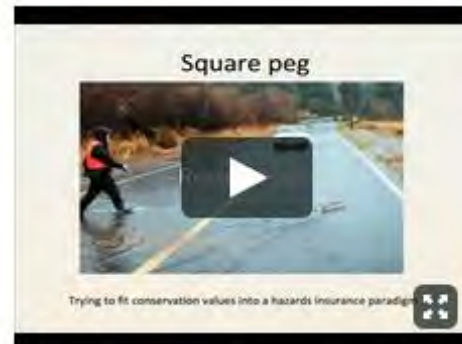 Square peg
Trying to fit conservation values into a hazards insurance paradigm